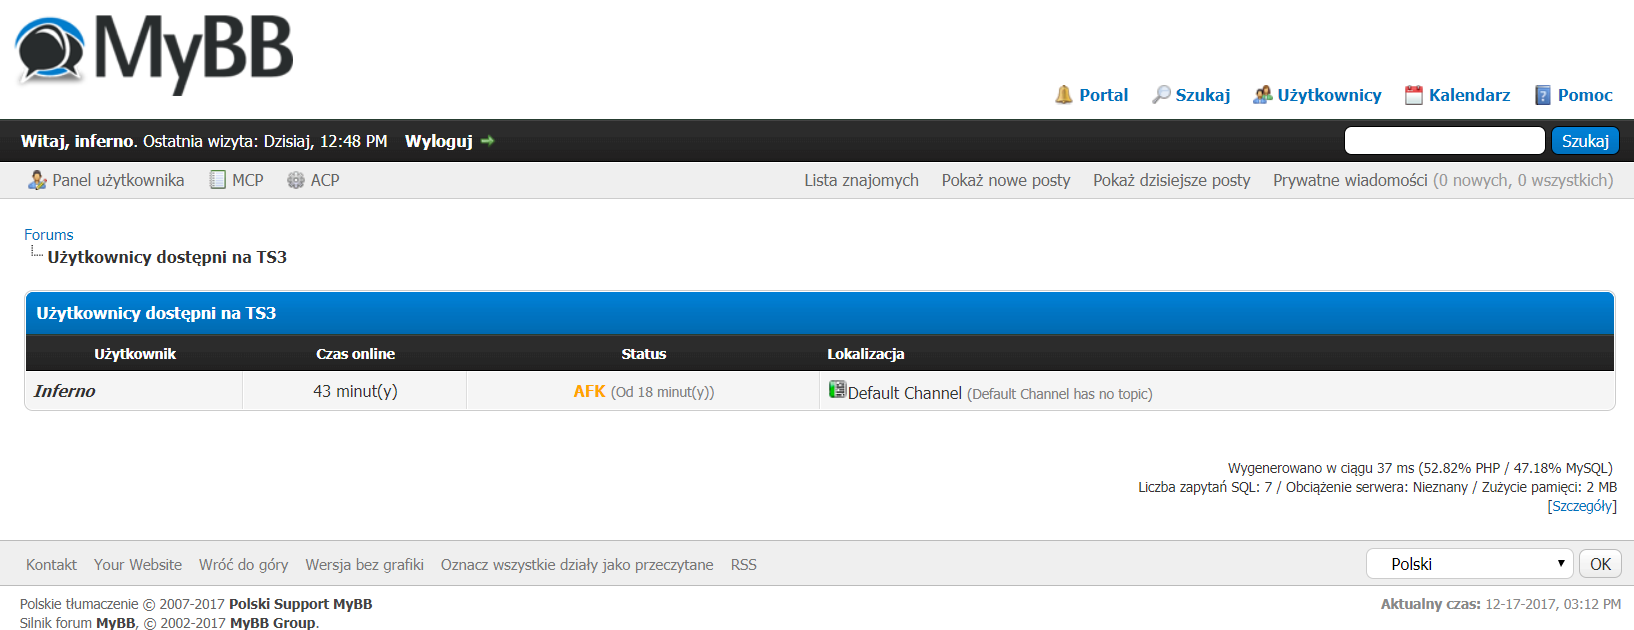 MyBB
Portal Szukaj Użytkownicy Kalendarz Pomoc
Witaj, inferno. Ostatnia wizyta: Dzisiaj, 12:48 PM Wyloguj Szukaj
Panel użytkownika MCP ACP Lista znajomych Pokaż nowe posty Pokaż dzisiejsze posty Prywatne wiadomości (0 nowych, 0 wszystkich)
Forums
Użytkownicy dostępni na TS3
Użytkownicy dostępni na TS3
Użytkownik Czas online Status Lokalizacja
Inferno 43 minut(y) AFK (Od 18 minut(y)) Default Channel (Default Channel has no topic)
Wygenerowano w ciągu 37 ms (52.82% PHP / 47.18% MySQL)
Liczba zapytań SQL: 7 / Obciążenie serwera: Nieznany / Zużycie pamięci: 2 MB
[Szczegóły]
Kontakt Your Website Wróć do góry Wersja bez grafiki Oznacz wszystkie działy jako przeczytane RSS Polski OK
Polskie tłumaczenie © 2007-2017 Polski Support MyBB Aktualny czas: 12-17-2017, 03:12 PM
Silnik forum MyBB, © 2002-2017 MyBB Group.